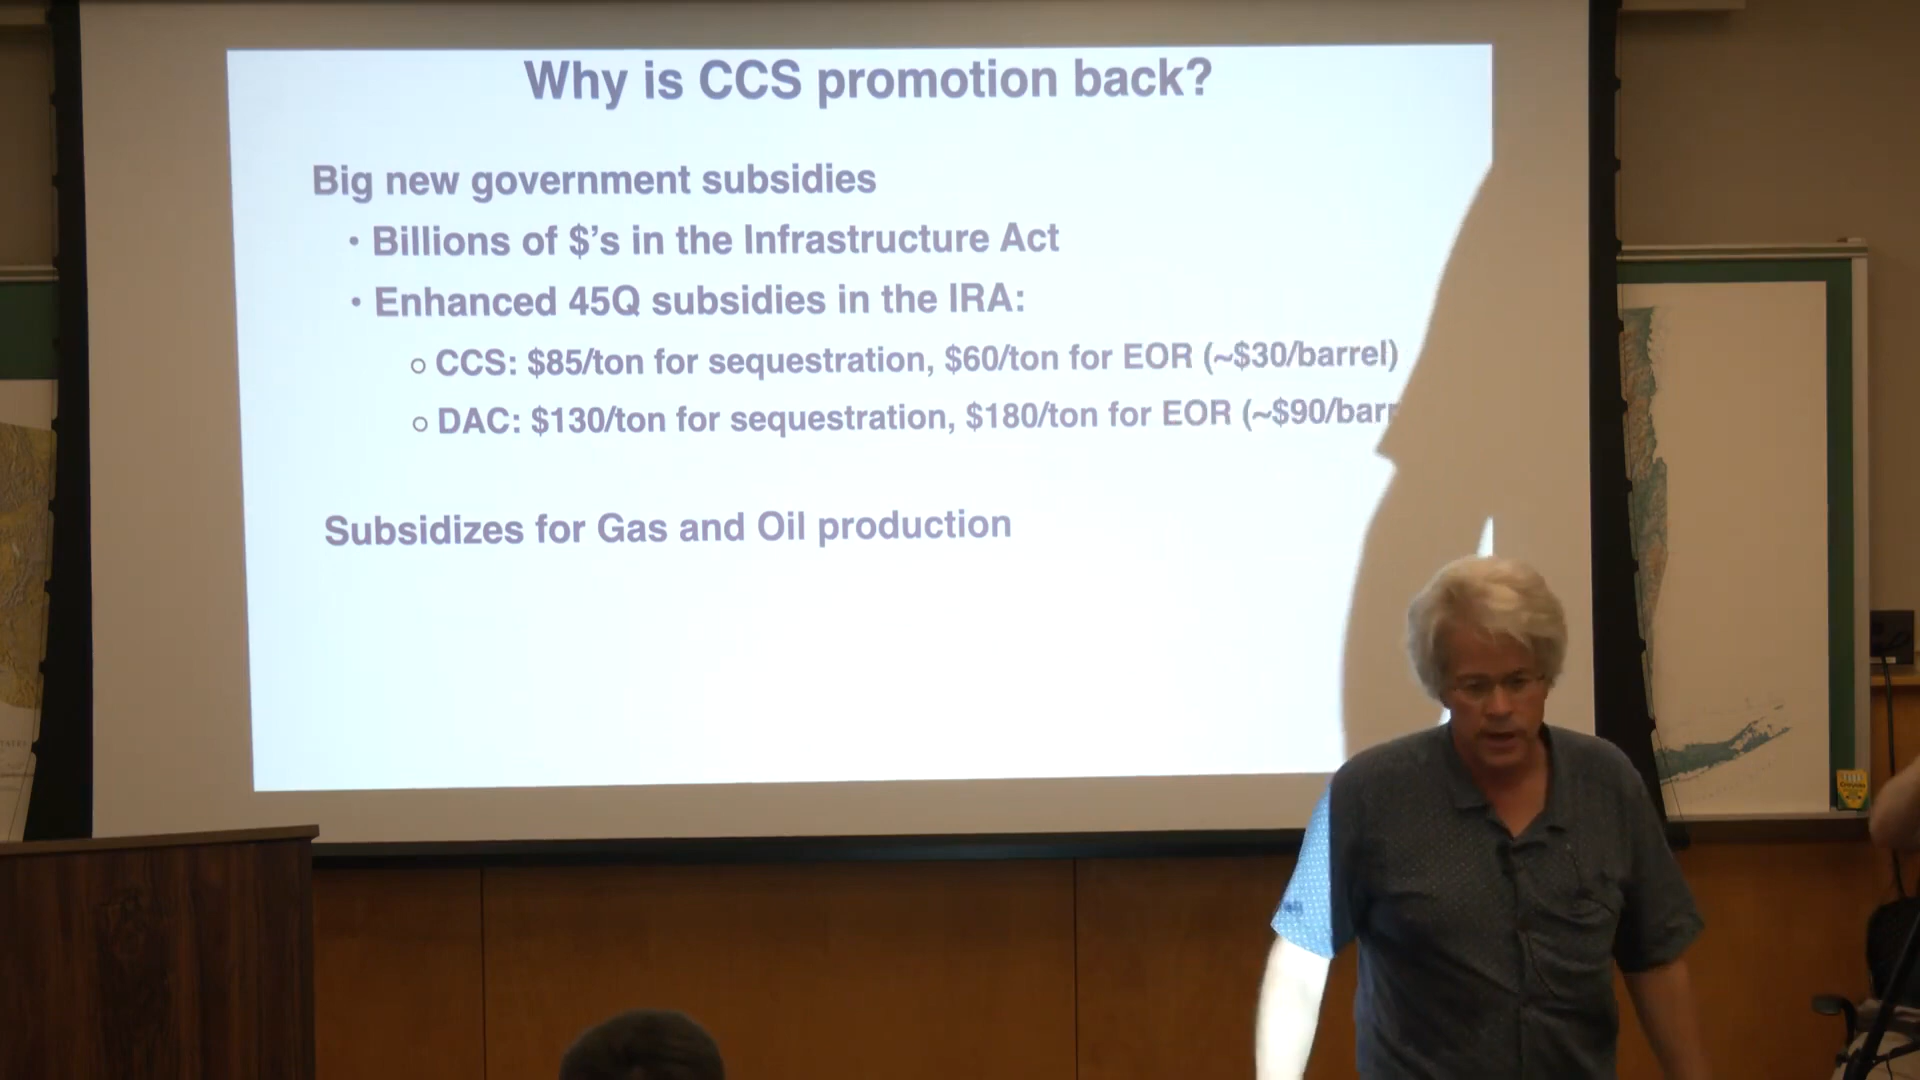 Why is CCS promotion back?
Big new government subsidies
• Billions of $’s in the Infrastructure Act
• Enhanced 45Q subsidies in the IRA:
○ CCS: $85/ton for sequestration, $60/ton for EOR (~$30/barrel)
○ DAC: $130/ton for sequestration, $180/ton for EOR (~$90/barr
Subsidizes for Gas and Oil production